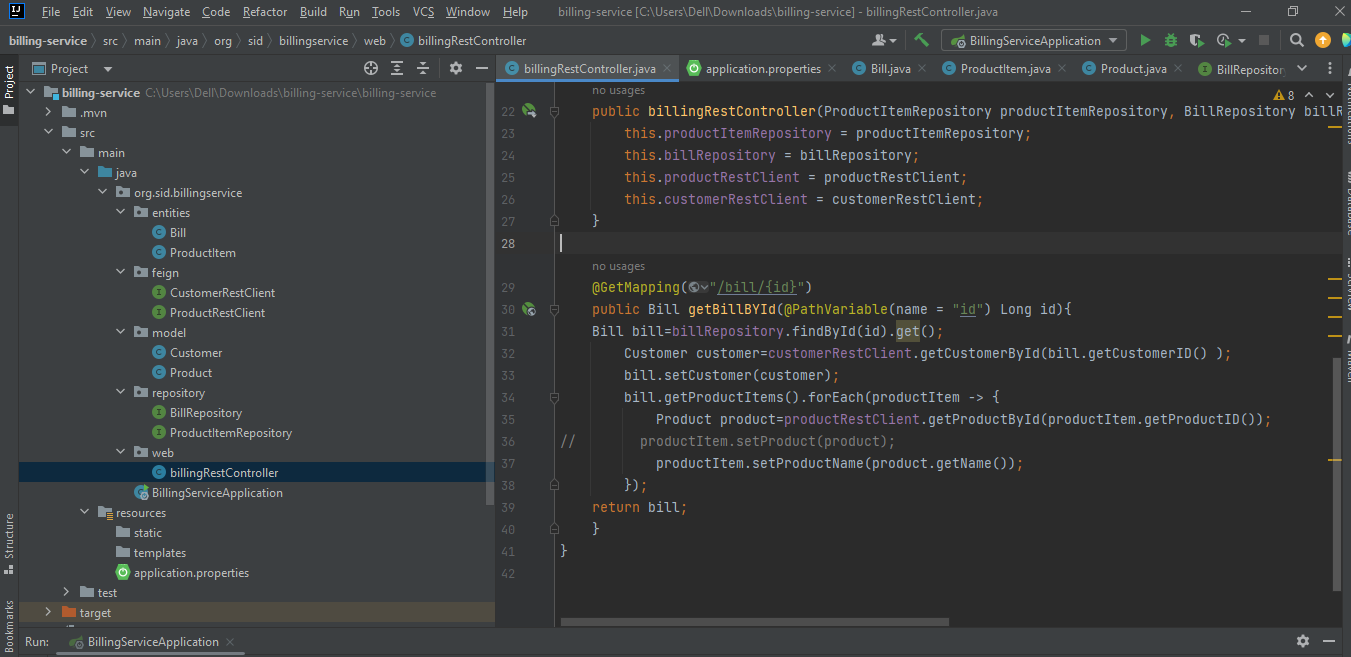 File Edit View Navigate Code Refactor Build Run Tools VCS Window Help billing-service [C:\Users\Dell\Downloads\billing-service] - billingRestController.java
billing-service src main java org sid billingservice web billingRestController BillingServiceApplication
Project
billingRestController.java application.properties Bill.java ProductItem.java Product.java BillRepositor
Project
billing-service C:\Users\Dell\Downloads\billing-service\billing-service
.mvn
src
main
java
org.sid.billingservice
entities
Bill
ProductItem
feign
CustomerRestClient
ProductRestClient
model
Customer
Product
repository
BillRepository
ProductItemRepository
web
billingRestController
BillingServiceApplication
resources
static
templates
application.properties
test
target
Structure
Bookmarks
no usages
8
22 public billingRestController(ProductItemRepository productItemRepository, BillRepository billR
23 this.productItemRepository = productItemRepository;
24 this.billRepository = billRepository;
25 this.productRestClient = productRestClient;
26 this.customerRestClient = customerRestClient;
27 }
28
no usages
29 @GetMapping("/bill/{id}")
30 public Bill getBillBYId(@PathVariable(name = "id") Long id){
31 Bill bill=billRepository.findById(id).get();
32 Customer customer=customerRestClient.getCustomerById(bill.getCustomerID() );
33 bill.setCustomer(customer);
34 bill.getProductItems().forEach(productItem -> {
35 Product product=productRestClient.getProductById(productItem.getProductID());
36 // productItem.setProduct(product);
37 productItem.setProductName(product.getName());
38 });
39 return bill;
40 }
41 }
42
Run: BillingServiceApplication